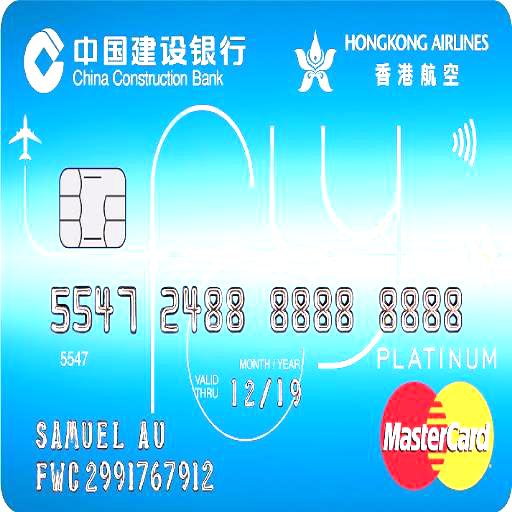 中国建设银行
China Construction Bank
HONGKONG AIRLINES
香港航空
fly
5547 2488 8888 8888
5547
MONTH / YEAR
VALID THRU
12/19
PLATINUM
SAMUEL AU
FWC2991767912
MasterCard